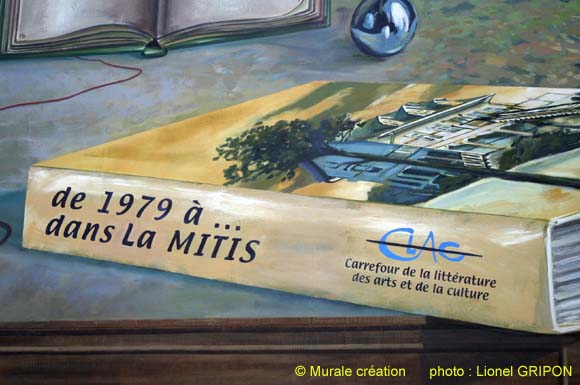 de 1979 à ...
dans La MITIS
CLAC
Carrefour de la littérature
des arts et de la culture
© Murale création photo : Lionel GRIPON